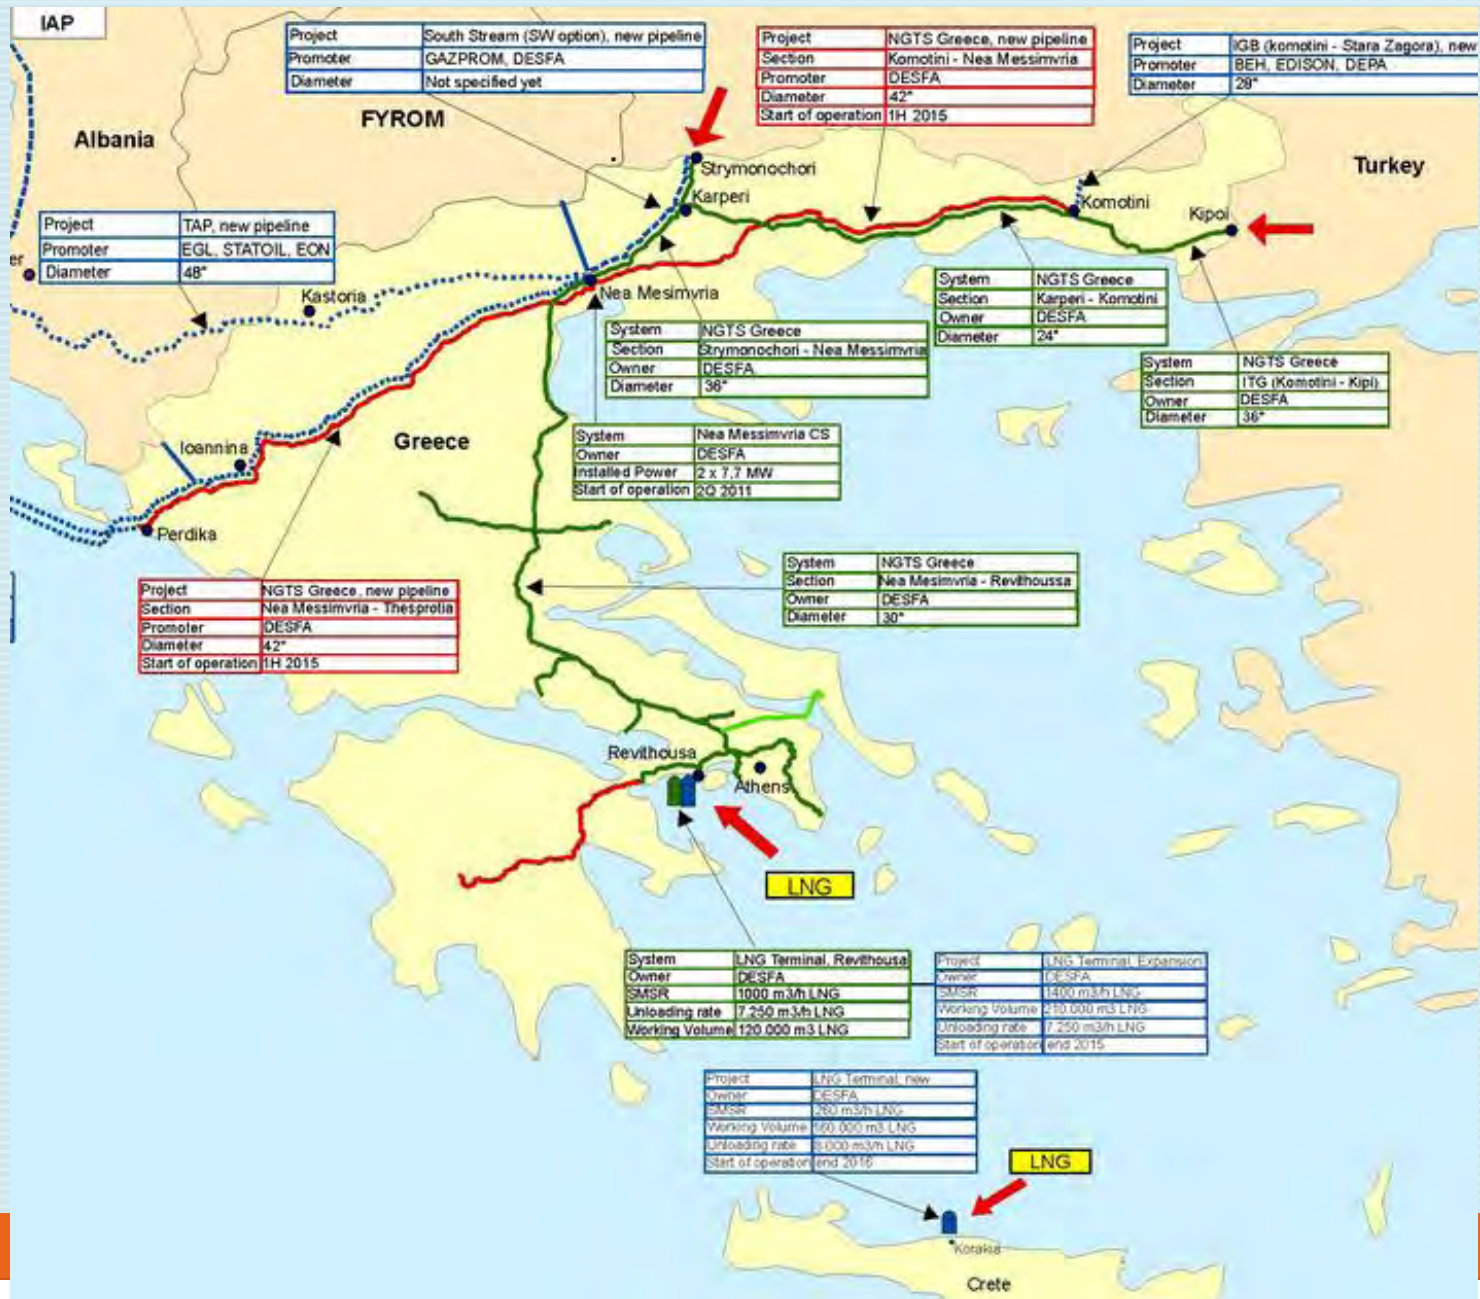 IAP
Project South Stream (SW option), new pipeline
Promoter GAZPROM, DESFA
Diameter Not specified yet
Project NGTS Greece, new pipeline
Section Komotini - Nea Messimvria
Promoter DESFA
Diameter 42"
Start of operation 1H 2015
Project IGB (komotini - Stara Zagora), new
Promoter BEH, EDISON, DEPA
Diameter 28"
Albania
FYROM
Turkey
Strymonochori
Karperi
Komotini
Kipoi
Project TAP, new pipeline
Promoter EGL, STATOIL, EON
Diameter 48"
er
Kastoria
Nea Mesimvria
System NGTS Greece
Section Karperi - Komotini
Owner DESFA
Diameter 24"
System NGTS Greece
Section Strymonochori - Nea Messimvria
Owner DESFA
Diameter 36"
System NGTS Greece
Section ITG (Komotini - Kipi)
Owner DESFA
Diameter 36"
Ioannina
Greece
System Nea Messimvria CS
Owner DESFA
Installed Power 2 x 7,7 MW
Start of operation 2Q 2011
Perdika
System NGTS Greece
Section Nea Mesimvria - Revithoussa
Owner DESFA
Diameter 30"
Project NGTS Greece, new pipeline
Section Nea Messimvria - Thesprotia
Promoter DESFA
Diameter 42"
Start of operation 1H 2015
Revithousa
Athens
LNG
System LNG Terminal, Revithousa
Owner DESFA
SMSR 1000 m3/h LNG
Unloading rate 7.250 m3/h LNG
Working Volume 120.000 m3 LNG
Project LNG Terminal, Expansion
Owner DESFA
SMSR 1400 m3/h LNG
Working Volume 210.000 m3 LNG
Unloading rate 7.250 m3/h LNG
Start of operation end 2015
Project LNG Terminal, new
Owner DESFA
SMSR 260 m3/h LNG
Working Volume m3 LNG
Unloading rate m3/h LNG
Start of operation end 2016
LNG
Korakia
Crete